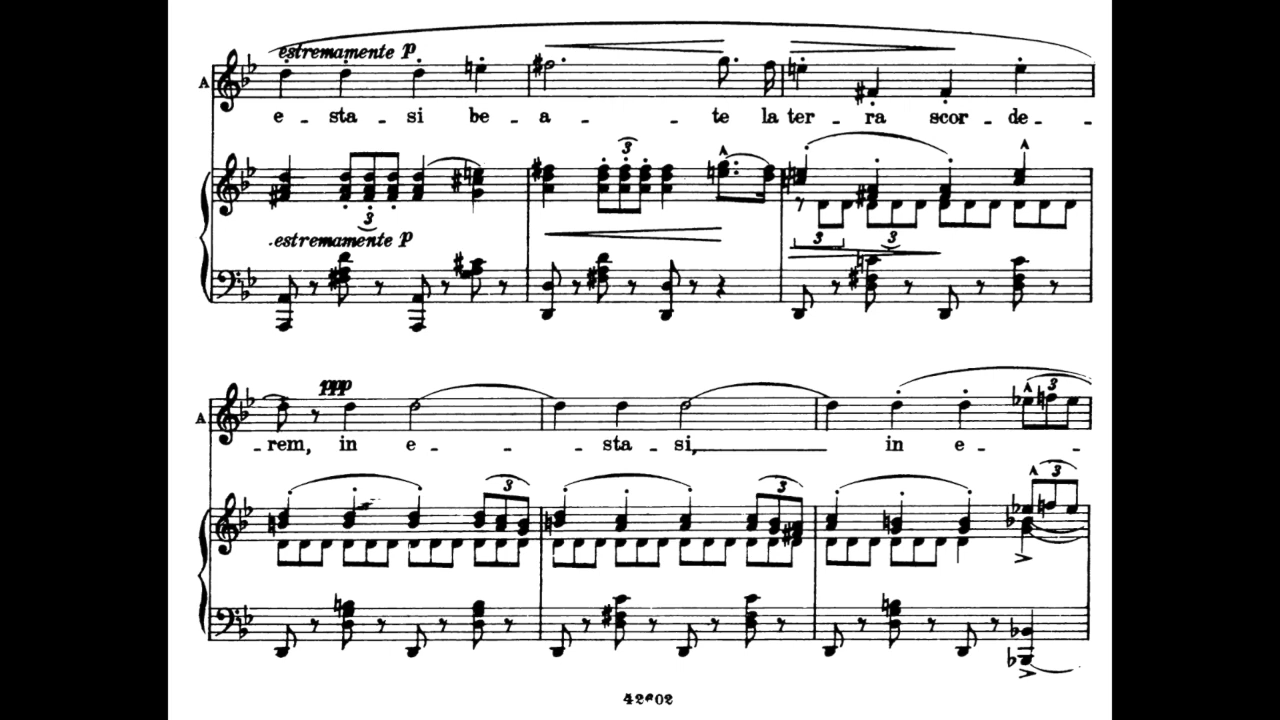 estremamente p
A
e - sta - si be - a - - te la ter - ra scor - de -
3
3
estremamente p
3 3
ppp
A 3
- rem, in e - - sta - si, in e - -
3 3 3
42602